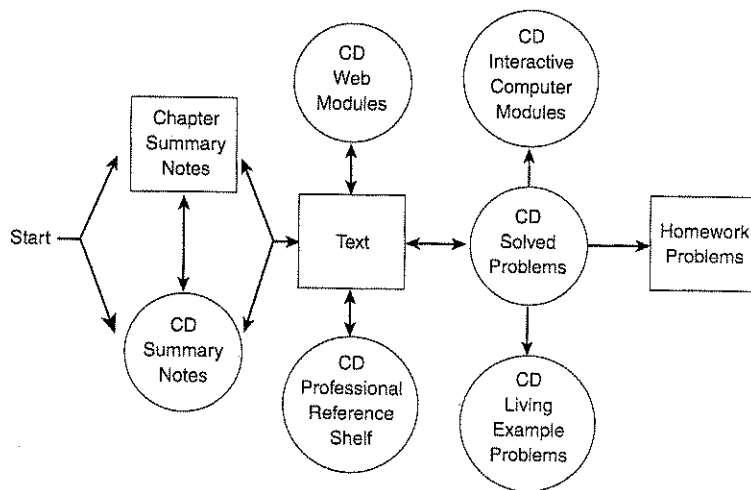 Start
Chapter
Summary
Notes
CD
Summary
Notes
CD
Web
Modules
Text
CD
Professional
Reference
Shelf
CD
Interactive
Computer
Modules
CD
Solved
Problems
CD
Living
Example
Problems
Homework
Problems